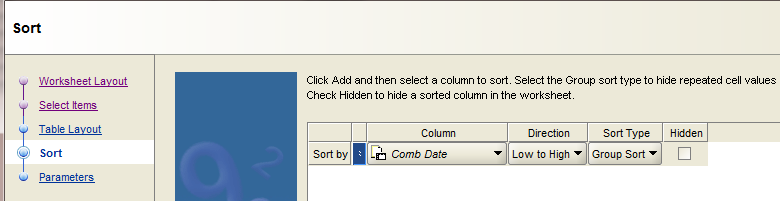 Sort
Worksheet Layout
Select Items
Table Layout
Sort
Parameters
Click Add and then select a column to sort. Select the Group sort type to hide repeated cell values
Check Hidden to hide a sorted column in the worksheet.
Column Direction Sort Type Hidden
Sort by Comb Date Low to High Group Sort